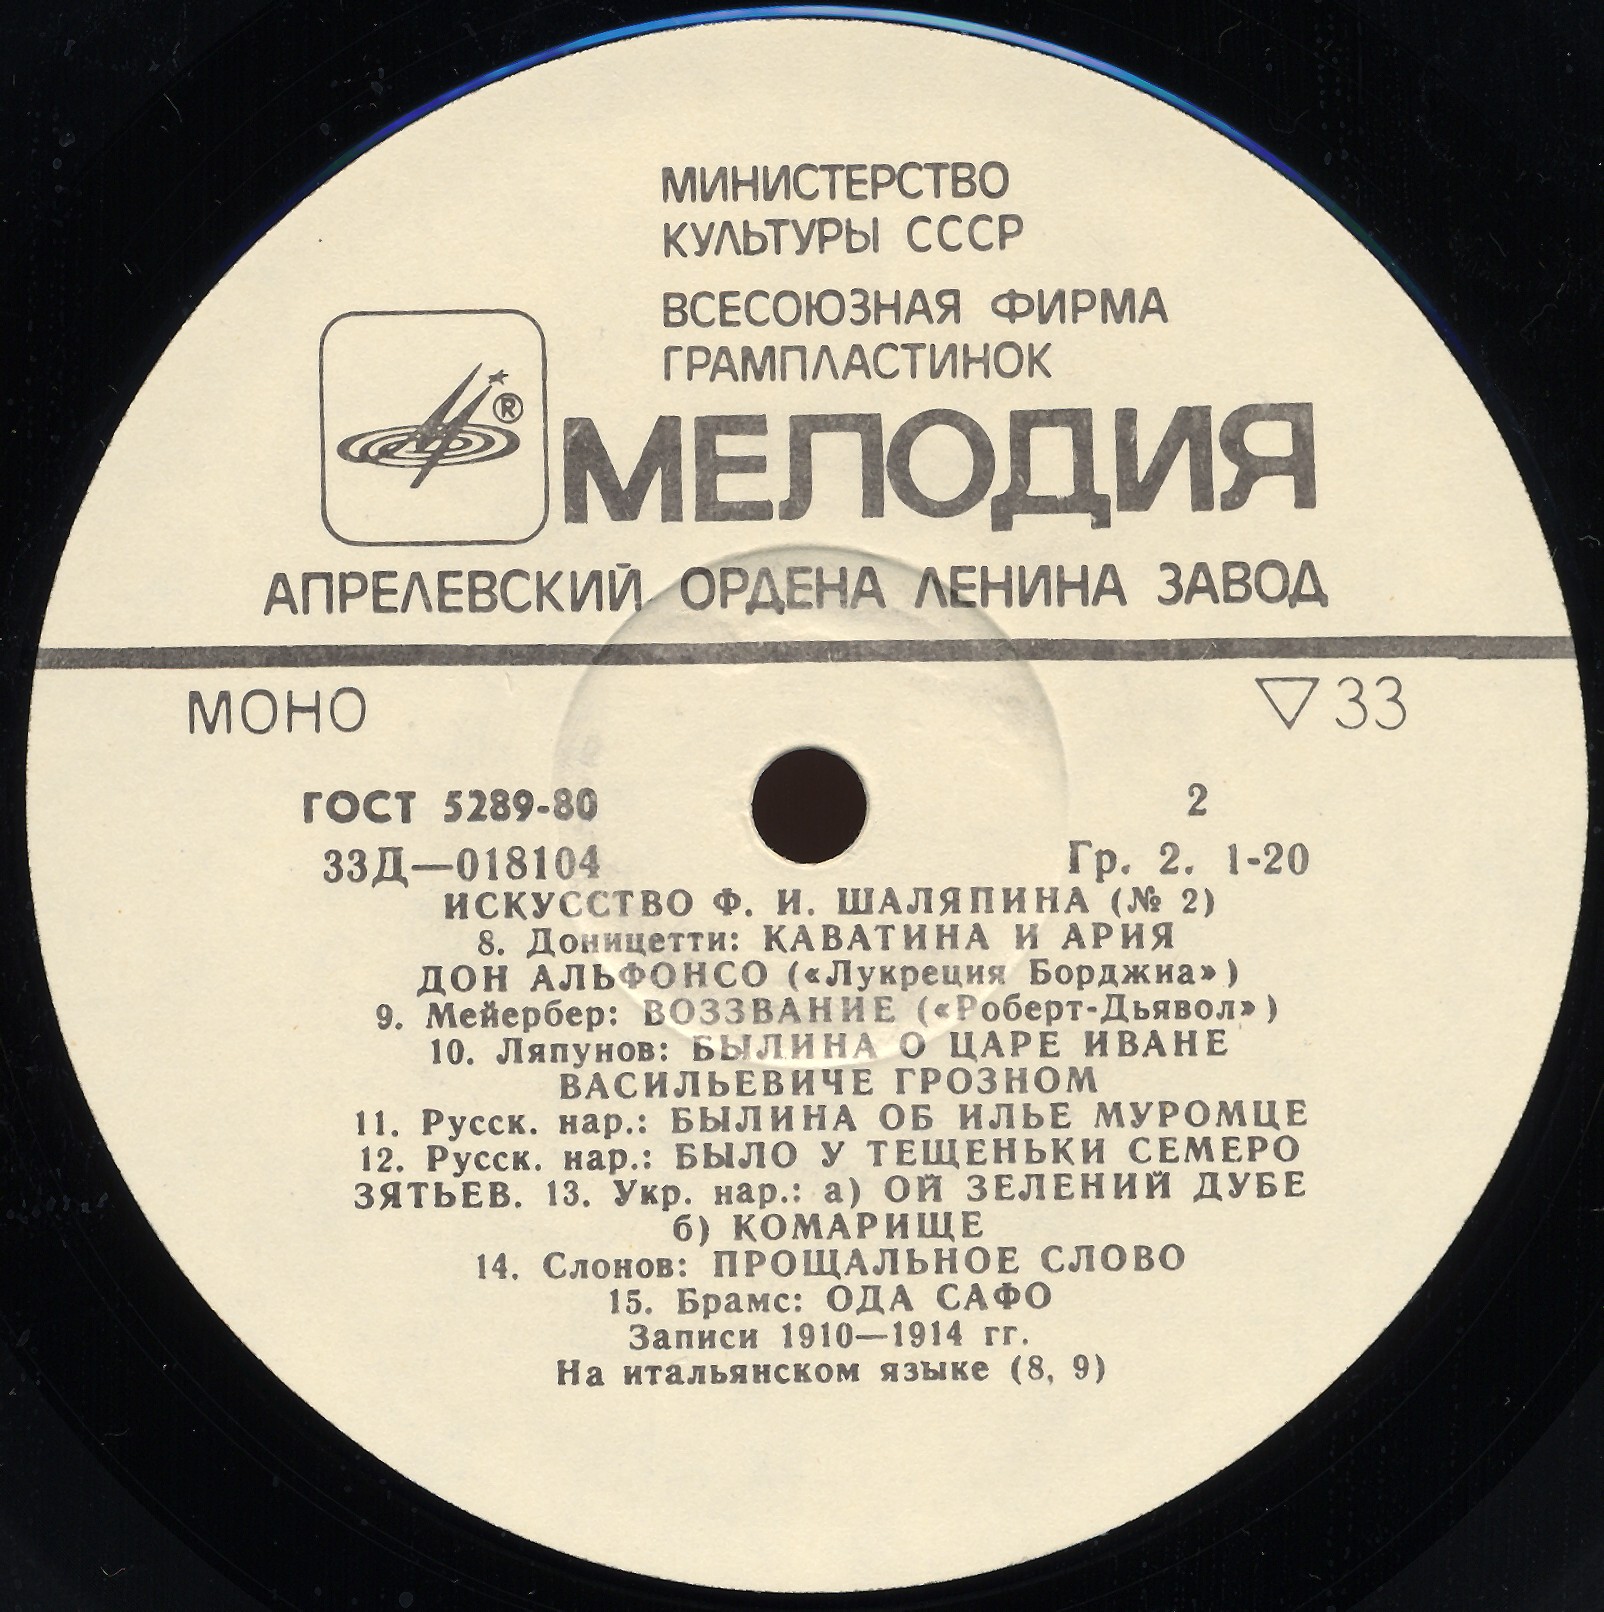 МИНИСТЕРСТВО
КУЛЬТУРЫ СССР
ВСЕСОЮЗНАЯ ФИРМА
ГРАМПЛАСТИНОК
®
МЕЛОДИЯ
АПРЕЛЕВСКИЙ ОРДЕНА ЛЕНИНА ЗАВОД
МОНО ▽33
ГОСТ 5289-80 2
33Д—018104 Гр. 2. 1-20
ИСКУССТВО Ф. И. ШАЛЯПИНА (№ 2)
8. Доницетти: КАВАТИНА И АРИЯ
ДОН АЛЬФОНСО («Лукреция Борджиа»)
9. Мейербер: ВОЗЗВАНИЕ («Роберт-Дьявол»)
10. Ляпунов: БЫЛИНА О ЦАРЕ ИВАНЕ
ВАСИЛЬЕВИЧЕ ГРОЗНОМ
11. Русск. нар.: БЫЛИНА ОБ ИЛЬЕ МУРОМЦЕ
12. Русск. нар.: БЫЛО У ТЕЩЕНЬКИ СЕМЕРО
ЗЯТЬЕВ. 13. Укр. нар.: а) ОЙ ЗЕЛЕНИЙ ДУБЕ
б) КОМАРИЩЕ
14. Слонов: ПРОЩАЛЬНОЕ СЛОВО
15. Брамс: ОДА САФО
Записи 1910—1914 гг.
На итальянском языке (8, 9)